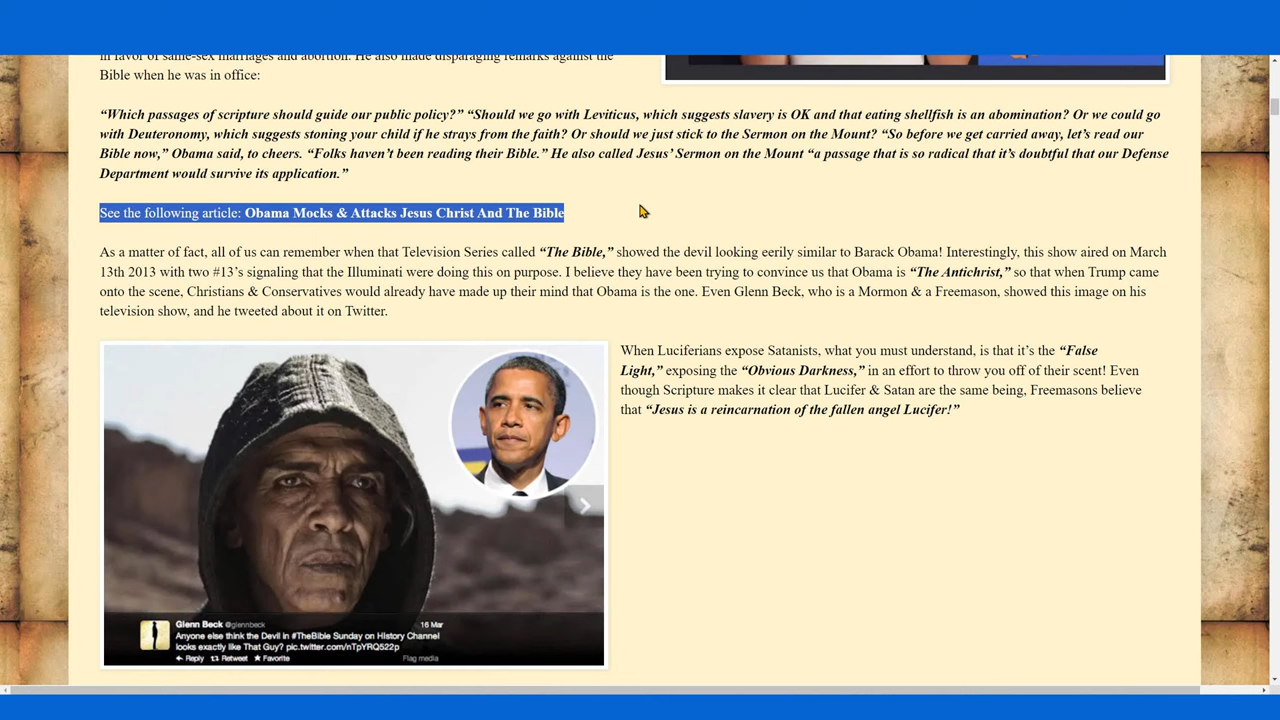 in favor of same-sex marriages and abortion. He also made disparaging remarks against the
Bible when he was in office:
“Which passages of scripture should guide our public policy?” “Should we go with Leviticus, which suggests slavery is OK and that eating shellfish is an abomination? Or we could go
with Deuteronomy, which suggests stoning your child if he strays from the faith? Or should we just stick to the Sermon on the Mount? “So before we get carried away, let’s read our
Bible now,” Obama said, to cheers. “Folks haven’t been reading their Bible.” He also called Jesus’ Sermon on the Mount “a passage that is so radical that it’s doubtful that our Defense
Department would survive its application.”
See the following article: Obama Mocks & Attacks Jesus Christ And The Bible
As a matter of fact, all of us can remember when that Television Series called “The Bible,” showed the devil looking eerily similar to Barack Obama! Interestingly, this show aired on March
13th 2013 with two #13’s signaling that the Illuminati were doing this on purpose. I believe they have been trying to convince us that Obama is “The Antichrist,” so that when Trump came
onto the scene, Christians & Conservatives would already have made up their mind that Obama is the one. Even Glenn Beck, who is a Mormon & a Freemason, showed this image on his
television show, and he tweeted about it on Twitter.
When Luciferians expose Satanists, what you must understand, is that it’s the “False
Light,” exposing the “Obvious Darkness,” in an effort to throw you off of their scent! Even
though Scripture makes it clear that Lucifer & Satan are the same being, Freemasons believe
that “Jesus is a reincarnation of the fallen angel Lucifer!”
Glenn Beck @glennbeck 16 Mar
Anyone else think the Devil in #TheBible Sunday on History Channel
looks exactly like That Guy? pic.twitter.com/nTpYRQ522p
Reply Retweet Favorite Flag media